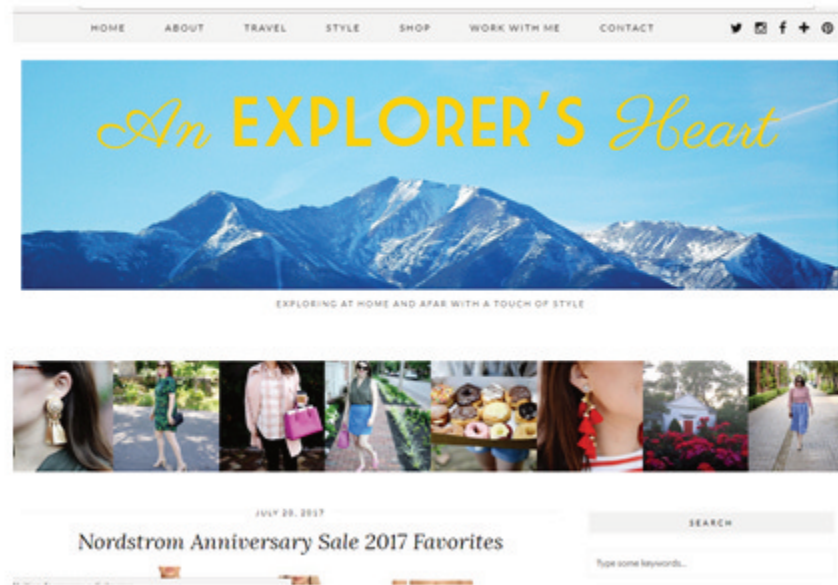 HOME ABOUT TRAVEL STYLE SHOP WORK WITH ME CONTACT
An EXPLORER'S Heart
EXPLORING AT HOME AND AFAR WITH A TOUCH OF STYLE
JULY 20, 2017
Nordstrom Anniversary Sale 2017 Favorites
SEARCH
Type some keywords...